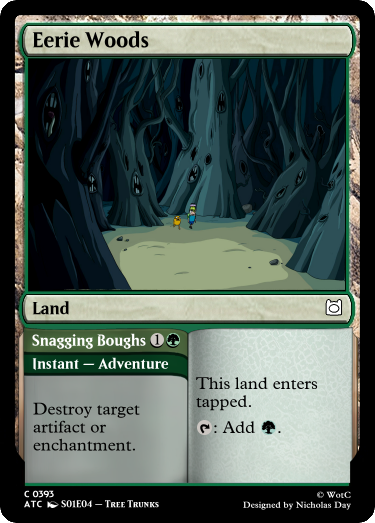 Eerie Woods
Land
Snagging Boughs 1
Instant — Adventure
Destroy target
artifact or
enchantment.
This land enters
tapped.
: Add .
C 0393
ATC S01E04 – Tree Trunks
© WotC
Designed by Nicholas Day